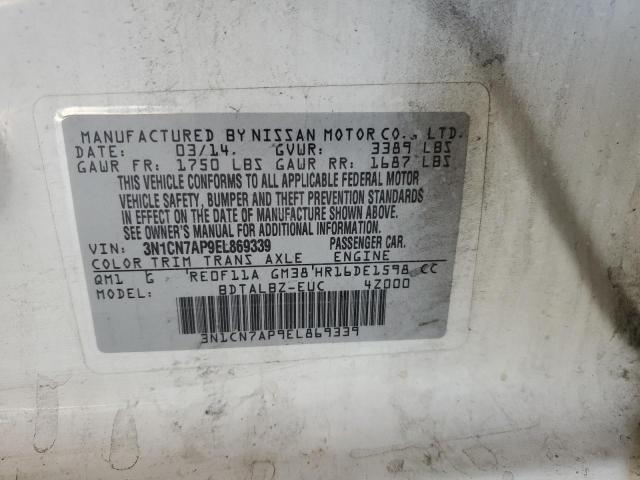 MANUFACTURED BY NISSAN MOTOR CO., LTD.
DATE: 03/14. GVWR: 3389 LBS
GAWR FR: 1750 LBS GAWR RR: 1687 LBS
THIS VEHICLE CONFORMS TO ALL APPLICABLE FEDERAL MOTOR
VEHICLE SAFETY, BUMPER AND THEFT PREVENTION STANDARDS
IN EFFECT ON THE DATE OF MANUFACTURE SHOWN ABOVE.
SEE OWNER'S MANUAL FOR ADDITIONAL INFORMATION.
VIN: 3N1CN7AP9EL869339 PASSENGER CAR.
COLOR TRIM TRANS AXLE ENGINE
QM1 G RE0F11A GM38 HR16DE1598 CC
MODEL: BDTALBZ-EUC 4Z000
3N1CN7AP9EL869339